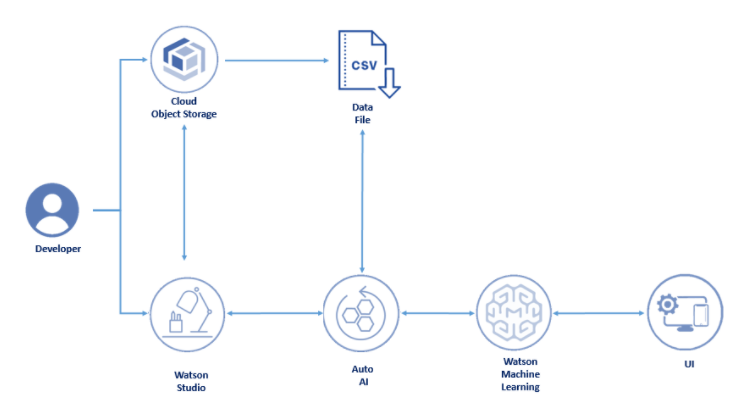 CSV
Cloud
Object Storage
Data
File
Developer
Watson
Studio
Auto
AI
M
Watson
Machine
Learning
UI